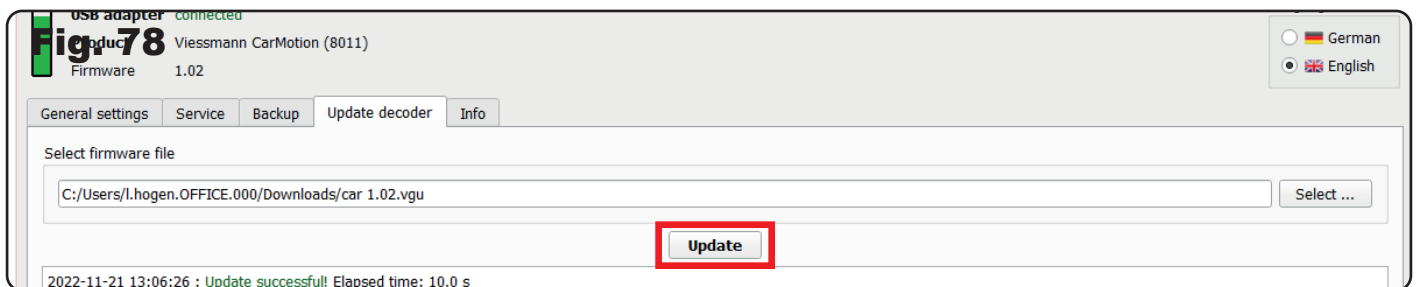 USB adapter connected
Fig. 78
Product Viessmann CarMotion (8011)
German
Firmware 1.02
English
General settings Service Backup Update decoder Info
Select firmware file
C:/Users/l.hogen.OFFICE.000/Downloads/car 1.02.vgu Select ...
Update
2022-11-21 13:06:26 : Update successful! Elapsed time: 10.0 s